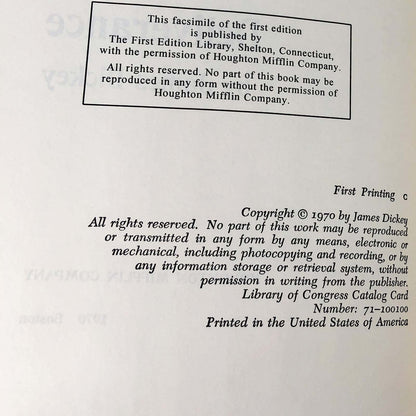 This facsimile of the first edition
is published by
The First Edition Library, Shelton, Connecticut,
with the permission of Houghton Mifflin Company.
All rights reserved. No part of this book may be
reproduced in any form without the permission of
Houghton Mifflin Company.
First Printing c
Copyright © 1970 by James Dickey
All rights reserved. No part of this work may be reproduced
or transmitted in any form by any means, electronic or
mechanical, including photocopying and recording, or by
any information storage or retrieval system, without
permission in writing from the publisher.
Library of Congress Catalog Card
Number: 71-100100
Printed in the United States of America